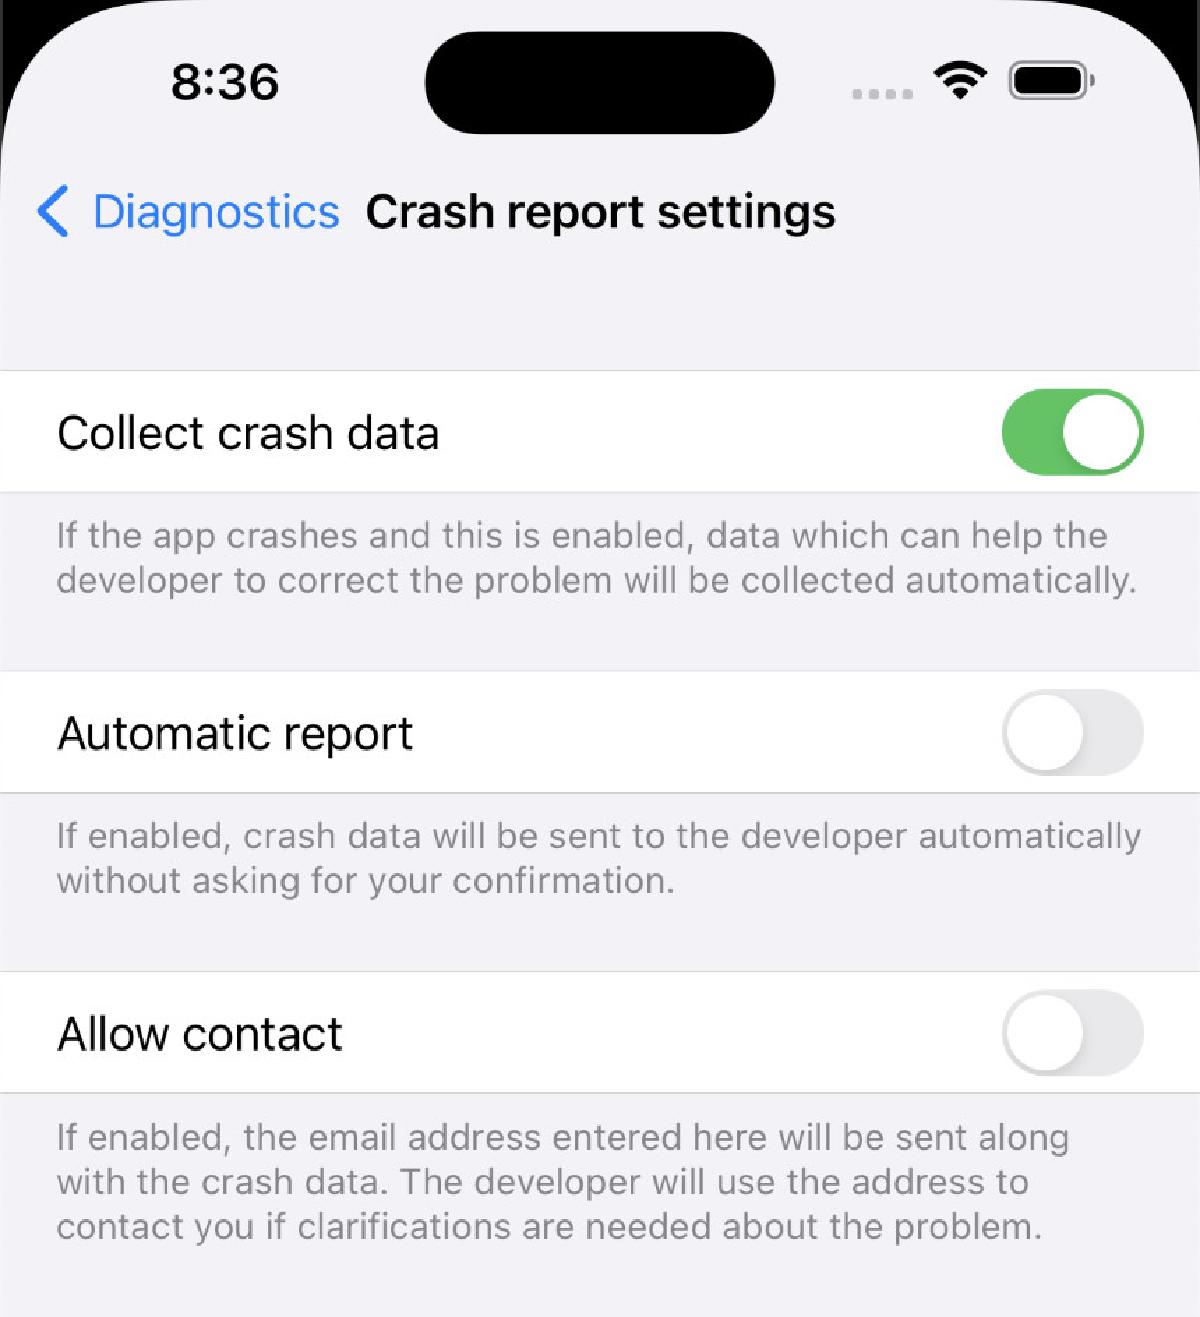 8:36
Diagnostics Crash report settings
Collect crash data
If the app crashes and this is enabled, data which can help the
developer to correct the problem will be collected automatically.
Automatic report
If enabled, crash data will be sent to the developer automatically
without asking for your confirmation.
Allow contact
If enabled, the email address entered here will be sent along
with the crash data. The developer will use the address to
contact you if clarifications are needed about the problem.